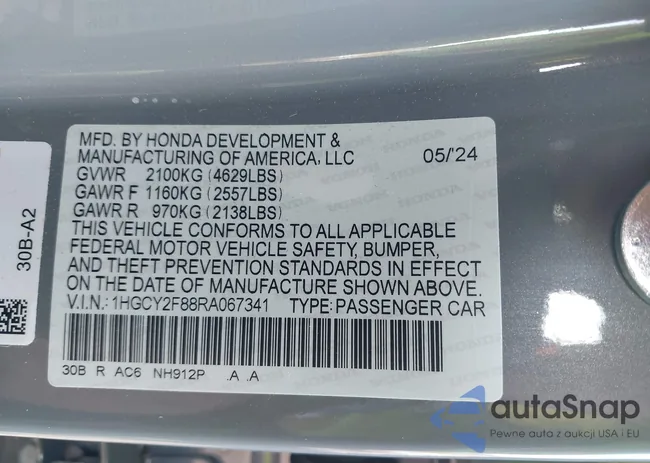 MFD. BY HONDA DEVELOPMENT &
MANUFACTURING OF AMERICA, LLC 05/'24
GVWR 2100KG (4629LBS)
GAWR F 1160KG (2557LBS)
GAWR R 970KG (2138LBS)
THIS VEHICLE CONFORMS TO ALL APPLICABLE
FEDERAL MOTOR VEHICLE SAFETY, BUMPER,
AND THEFT PREVENTION STANDARDS IN EFFECT
ON THE DATE OF MANUFACTURE SHOWN ABOVE.
V.I.N.: 1HGCY2F88RA067341 TYPE: PASSENGER CAR
30B R AC6 NH912P .A .A
30B-A2
autaSnap
Pewne auta z aukcji USA i EU